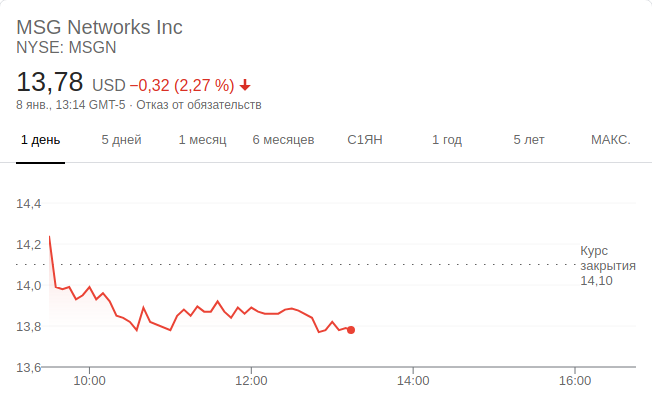 MSG Networks Inc
NYSE: MSGN
13,78 USD −0,32 (2,27 %)
8 янв., 13:14 GMT-5 · Отказ от обязательств
1 день 5 дней 1 месяц 6 месяцев С1ЯН 1 год 5 лет МАКС.
14,4
14,2
Курс
закрытия
14,10
14,0
13,8
13,6
10:00 12:00 14:00 16:00